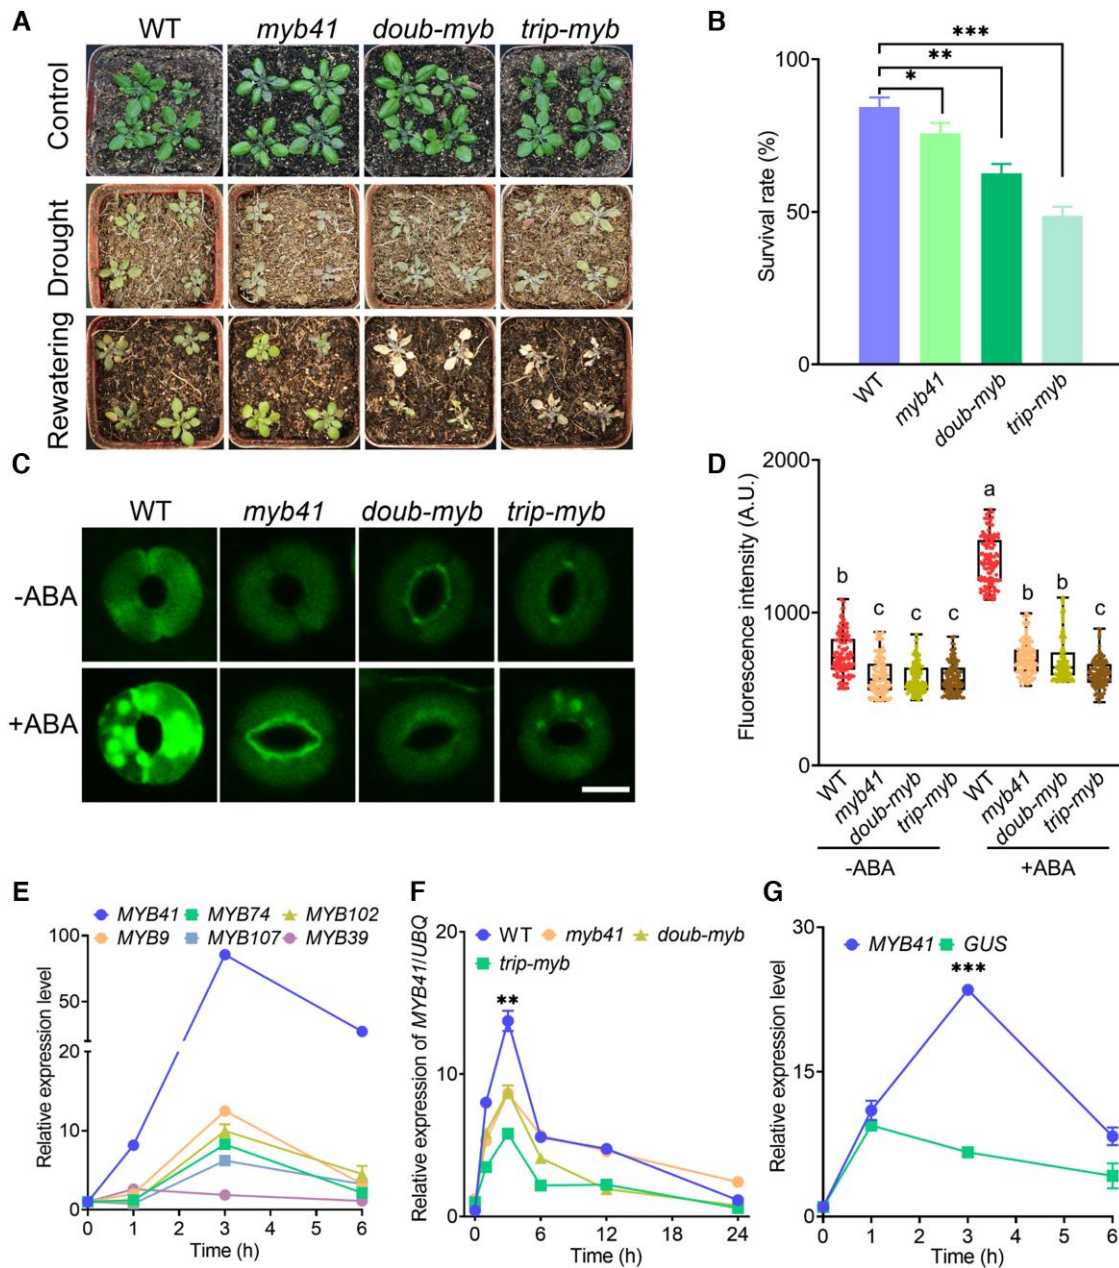 A
WT myb41 doub-myb trip-myb
Control
Drought
Rewatering
B
Survival rate (%)
100
50
0
***
**
*
WT myb41 doub-myb trip-myb
C
WT myb41 doub-myb trip-myb
-ABA
+ABA
D
Fluorescence intensity (A.U.)
2000
1000
0
b c c c a b b c
WT myb41 doub-myb trip-myb WT myb41 doub-myb trip-myb
-ABA +ABA
E
MYB41 MYB74 MYB102
MYB9 MYB107 MYB39
Relative expression level
100
50
20
10
0
0 1 2 3 4 5 6
Time (h)
F
WT myb41 doub-myb
trip-myb
Relative expression of MYB41/UBQ
20
10
0
**
0 6 12 18 24
Time (h)
G
MYB41 GUS
Relative expression level
30
15
0
***
0 1 2 3 4 5 6
Time (h)